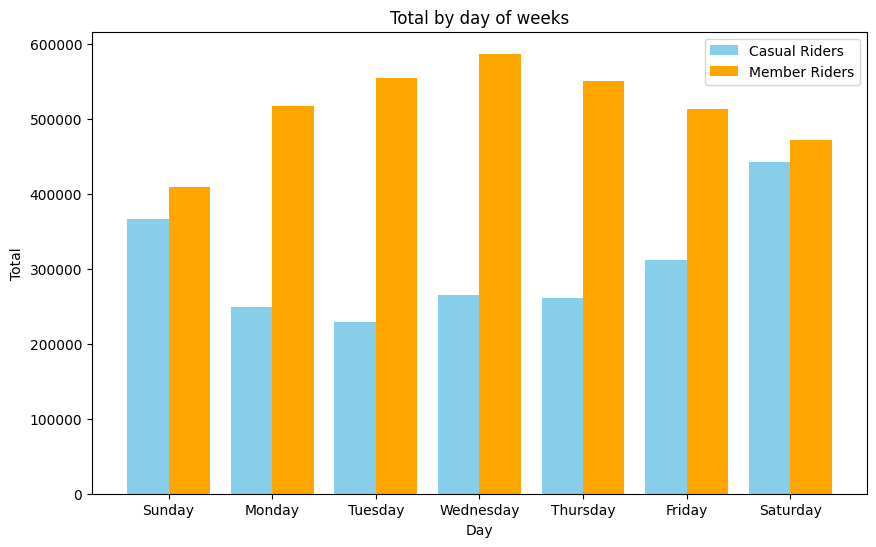 Total by day of weeks
Casual Riders
Member Riders
600000
500000
400000
300000
200000
100000
0
Total
Sunday Monday Tuesday Wednesday Thursday Friday Saturday
Day